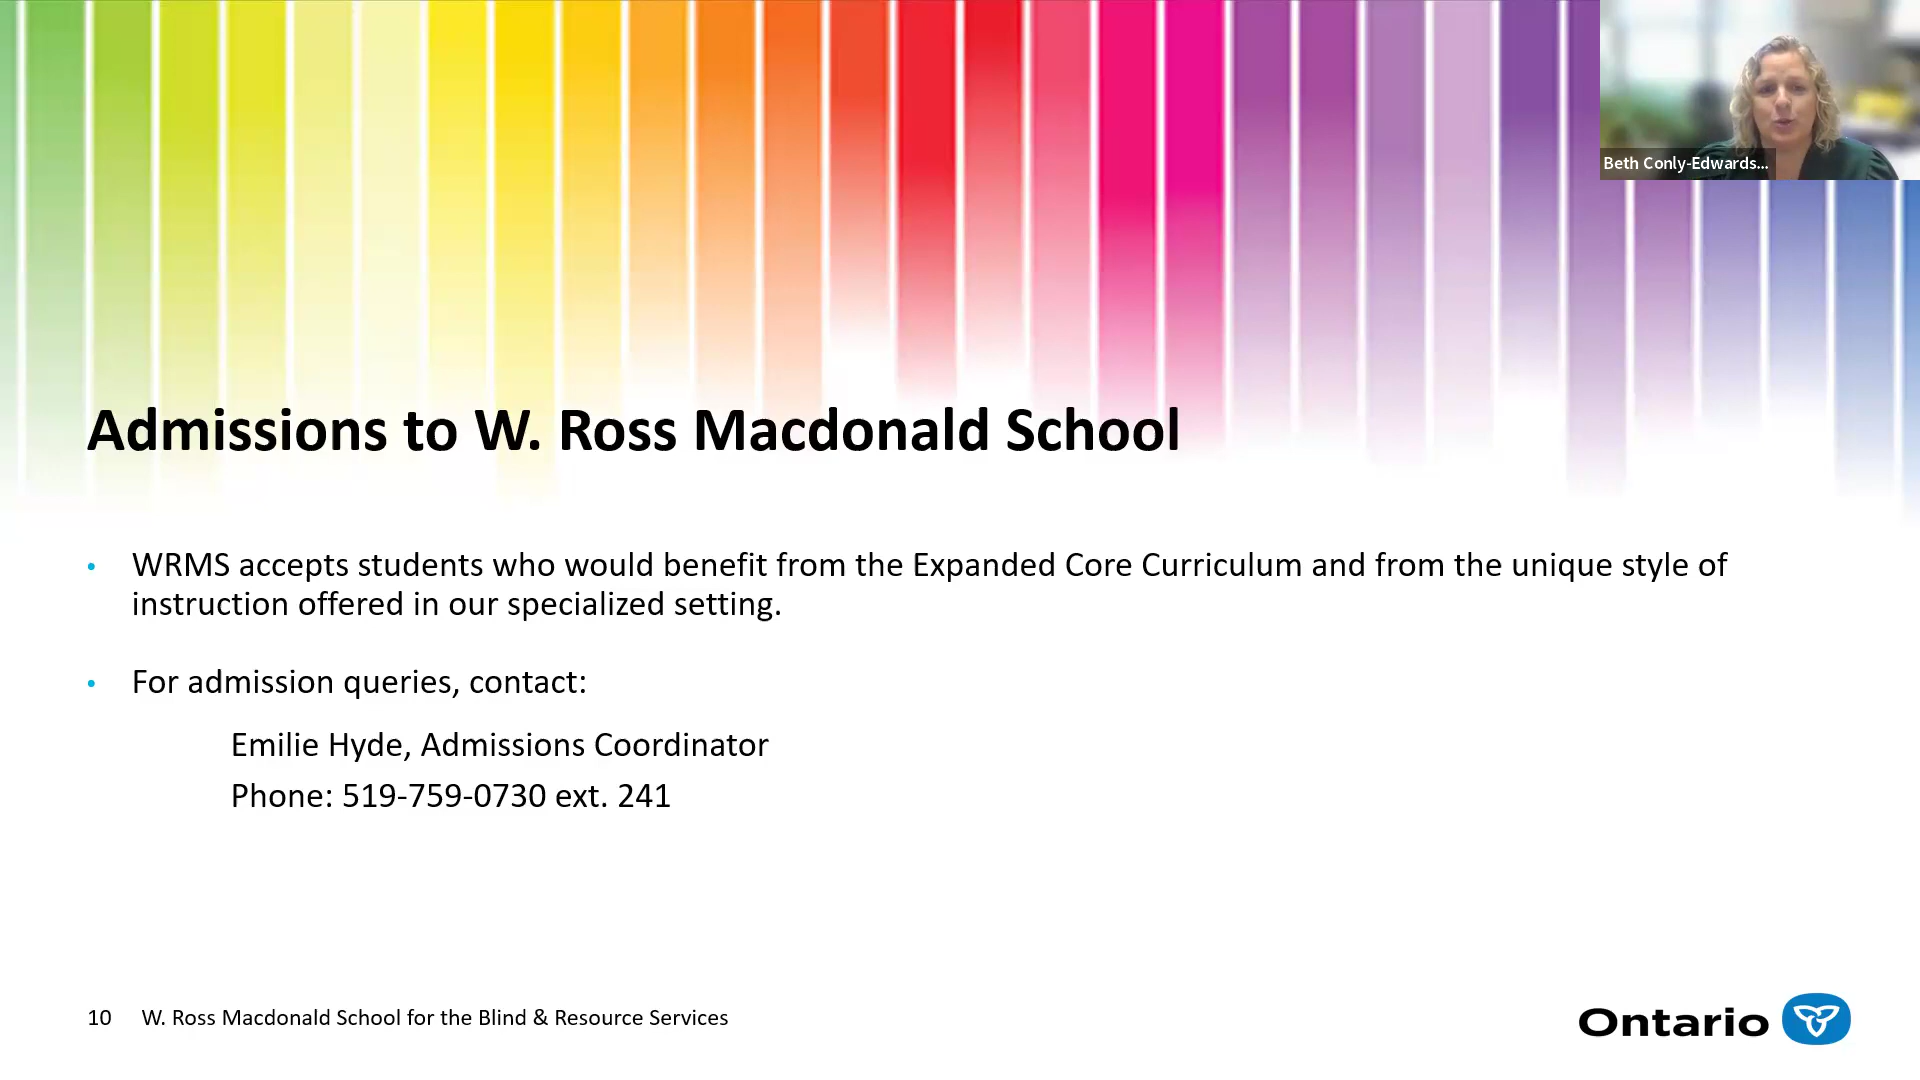 Beth Conly-Edwards...
Admissions to W. Ross Macdonald School
• WRMS accepts students who would benefit from the Expanded Core Curriculum and from the unique style of
instruction offered in our specialized setting.
• For admission queries, contact:
Emilie Hyde, Admissions Coordinator
Phone: 519-759-0730 ext. 241
10 W. Ross Macdonald School for the Blind & Resource Services
Ontario